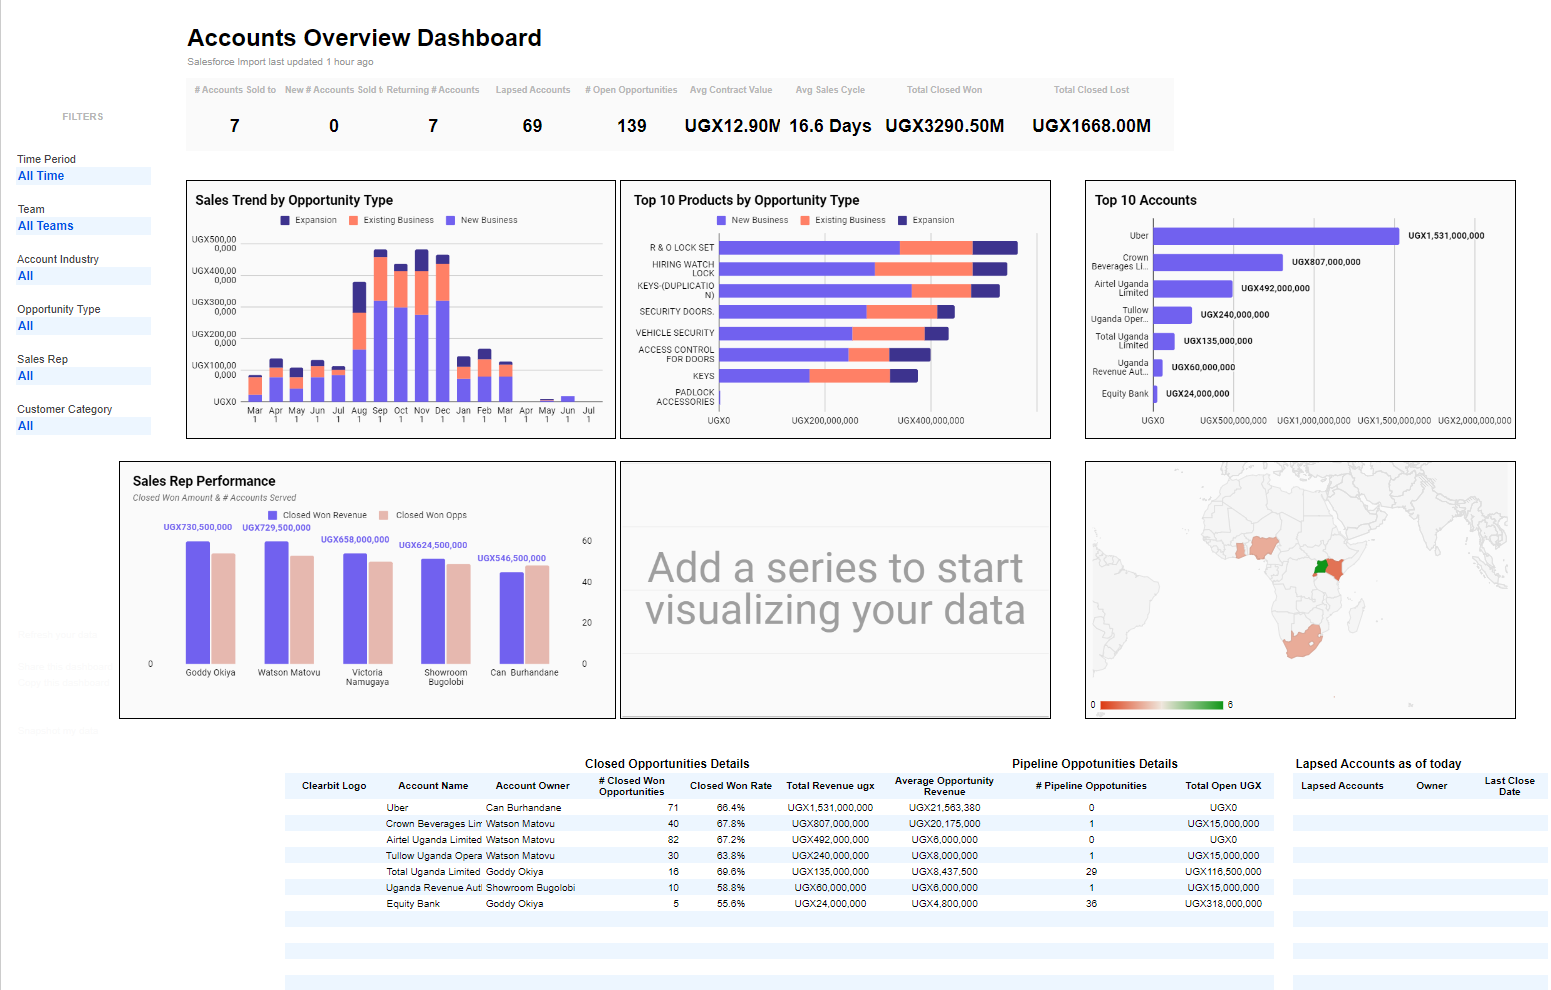 Accounts Overview Dashboard
Salesforce Import last updated 1 hour ago
# Accounts Sold to New # Accounts Sold t Returning # Accounts Lapsed Accounts # Open Opportunities Avg Contract Value Avg Sales Cycle Total Closed Won Total Closed Lost
7 0 7 69 139 UGX12.90M 16.6 Days UGX3290.50M UGX1668.00M
FILTERS
Time Period
All Time
Team
All Teams
Account Industry
All
Opportunity Type
All
Sales Rep
All
Customer Category
All
Sales Trend by Opportunity Type
Expansion Existing Business New Business
UGX500,00
0,000
UGX400,00
0,000
UGX300,00
0,000
UGX200,00
0,000
UGX100,00
0,000
UGX0
Mar Apr May Jun Jul Aug Sep Oct Nov Dec Jan Feb Mar Apr May Jun Jul
1 1 1 1 1 1 1 1 1 1 1 1 1 1 1 1 1
Top 10 Products by Opportunity Type
New Business Existing Business Expansion
R & O LOCK SET
HIRING WATCH
LOCK
KEYS-(DUPLICATIO
N)
SECURITY DOORS.
VEHICLE SECURITY
ACCESS CONTROL
FOR DOORS
KEYS
PADLOCK
ACCESSORIES
UGX0 UGX200,000,000 UGX400,000,000
Top 10 Accounts
Uber UGX1,531,000,000
Crown
Beverages Li... UGX807,000,000
Airtel Uganda
Limited UGX492,000,000
Tullow
Uganda Oper... UGX240,000,000
Total Uganda
Limited UGX135,000,000
Uganda
Revenue Aut... UGX60,000,000
Equity Bank UGX24,000,000
UGX0 UGX500,000,000 UGX1,000,000,000 UGX1,500,000,000 UGX2,000,000,000
Sales Rep Performance
Closed Won Amount & # Accounts Served
Closed Won Revenue Closed Won Opps
UGX730,500,000 UGX729,500,000 UGX658,000,000 UGX624,500,000 UGX546,500,000
60
40
20
0 0
Goddy Okiya Watson Matovu Victoria Namugaya Showroom Bugolobi Can Burhandane
Add a series to start
visualizing your data
0 6
Closed Opportunities Details Pipeline Oppotunities Details
Clearbit Logo Account Name Account Owner # Closed Won Opportunities Closed Won Rate Total Revenue ugx Average Opportunity Revenue # Pipeline Oppotunities Total Open UGX
Uber Can Burhandane 71 66.4% UGX1,531,000,000 UGX21,563,380 0 UGX0
Crown Beverages Lim Watson Matovu 40 67.8% UGX807,000,000 UGX20,175,000 1 UGX15,000,000
Airtel Uganda Limited Watson Matovu 82 67.2% UGX492,000,000 UGX6,000,000 0 UGX0
Tullow Uganda Opera Watson Matovu 30 63.8% UGX240,000,000 UGX8,000,000 1 UGX15,000,000
Total Uganda Limited Goddy Okiya 16 69.6% UGX135,000,000 UGX8,437,500 29 UGX116,500,000
Uganda Revenue Aut Showroom Bugolobi 10 58.8% UGX60,000,000 UGX6,000,000 1 UGX15,000,000
Equity Bank Goddy Okiya 5 55.6% UGX24,000,000 UGX4,800,000 36 UGX318,000,000
Lapsed Accounts as of today
Lapsed Accounts Owner Last Close Date